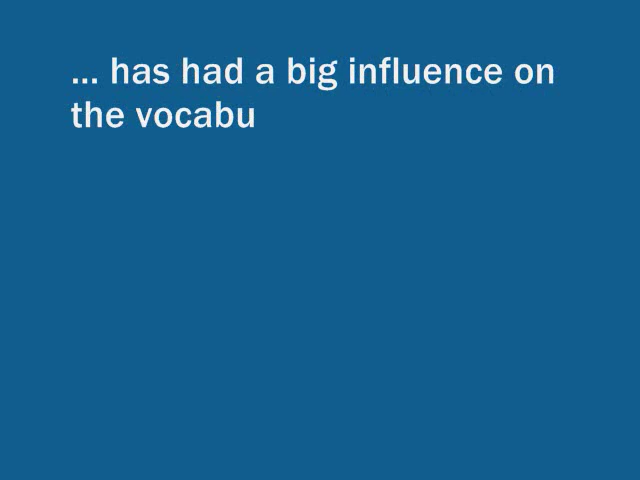 ... has had a big influence on
the vocabu